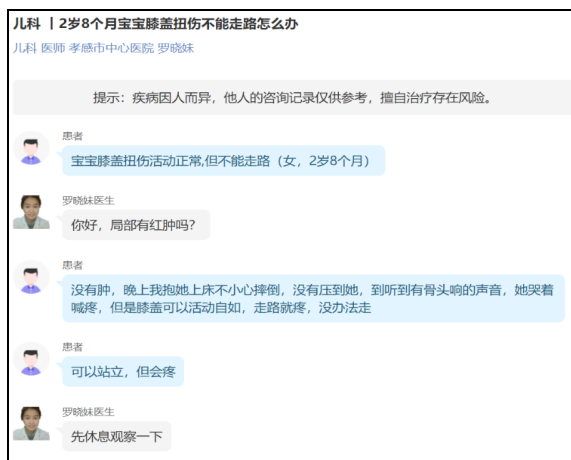 儿科 | 2岁8个月宝宝膝盖扭伤不能走路怎么办
儿科 医师 孝感市中心医院 罗晓妹
提示：疾病因人而异，他人的咨询记录仅供参考，擅自治疗存在风险。
患者
宝宝膝盖扭伤活动正常,但不能走路（女，2岁8个月）
罗晓妹医生
你好，局部有红肿吗？
患者
没有肿，晚上我抱她上床不小心摔倒，没有压到她，到听到有骨头响的声音，她哭着
喊疼，但是膝盖可以活动自如，走路就疼，没办法走
患者
可以站立，但会疼
罗晓妹医生
先休息观察一下